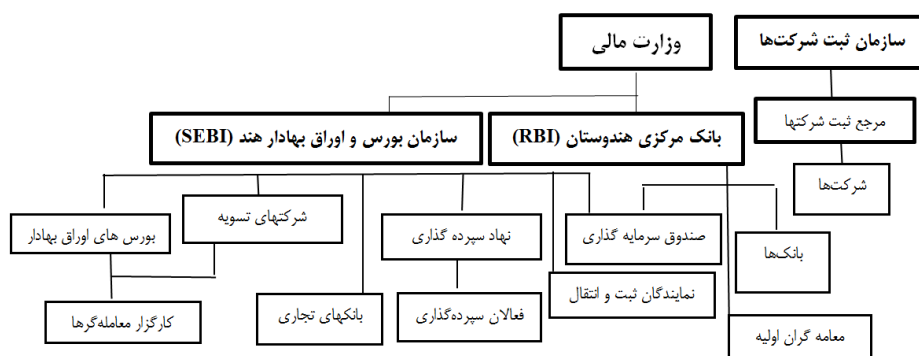 سازمان ثبت شرکت‌ها
وزارت مالی
مرجع ثبت شرکتها
بانک مرکزی هندوستان (RBI)
سازمان بورس و اوراق بهادار هند (SEBI)
شرکت‌ها
شرکتهای تسویه
صندوق سرمایه گذاری
نهاد سپرده گذاری
بورس های اوراق بهادار
بانک‌ها
نمایندگان ثبت و انتقال
فعالان سپرده‌گذاری
بانکهای تجاری
کارگزار معامله‌گرها
معامه گران اولیه